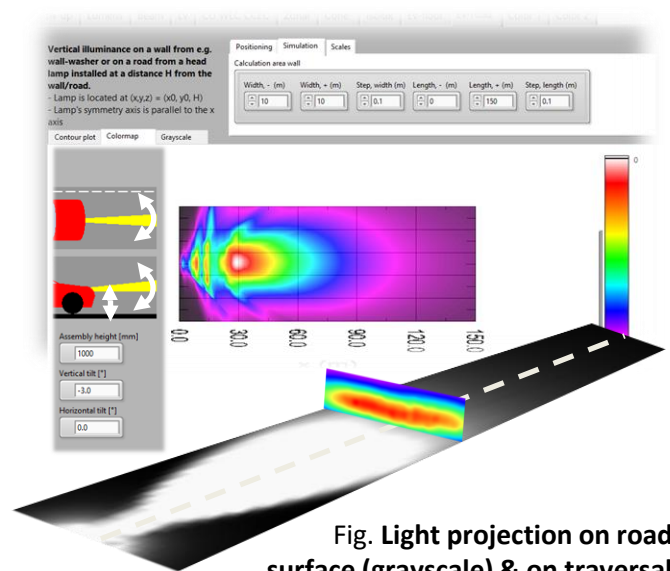 Vertical illuminance on a wall from e.g.
wall-washer or on a road from a head
lamp installed at a distance H from the
wall/road.
- Lamp is located at (x,y,z) = (x0, y0, H)
- Lamp's symmetry axis is parallel to the x
axis
Positioning Simulation Scales
Calculation area wall
Width, - (m) Width, + (m) Step, width (m) Length, - (m) Length, + (m) Step, length (m)
10 10 0.1 0 150 0.1
Contour plot Colormap Grayscale
0
0.0 30.0 60.0 90.0 120.0 150.0
Assembly height [mm]
1000
Vertical tilt [°]
-3.0
Horizontal tilt [°]
0.0
Fig. Light projection on road
surface (grayscale) & on traversal